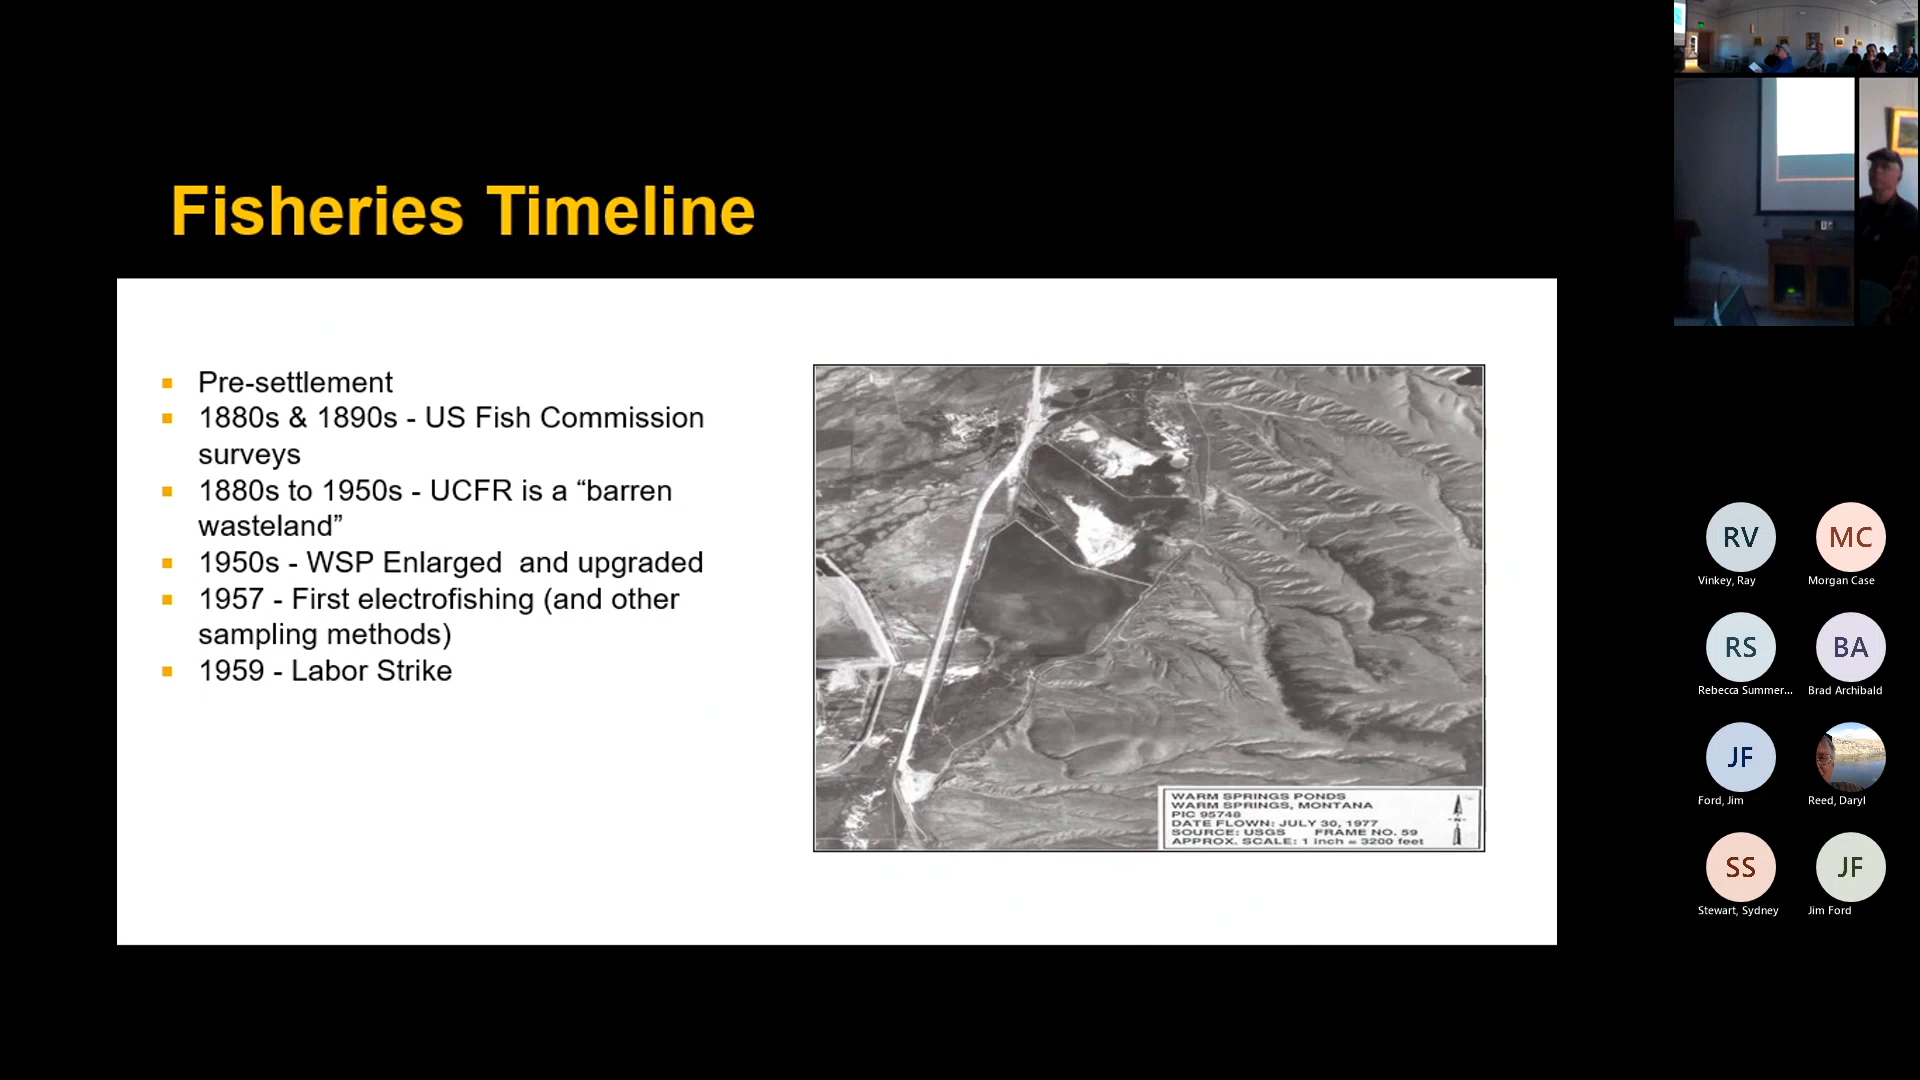 Fisheries Timeline
Pre-settlement
1880s & 1890s - US Fish Commission
surveys
1880s to 1950s - UCFR is a “barren
wasteland”
1950s - WSP Enlarged  and upgraded
1957 - First electrofishing (and other
sampling methods)
1959 - Labor Strike
WARM SPRINGS PONDS
WARM SPRINGS, MONTANA
PIC 95748
DATE FLOWN: JULY 30, 1977
SOURCE: USGS FRAME NO. 59
APPROX. SCALE: 1 inch = 3200 feet
N
RV
Vinkey, Ray
MC
Morgan Case
RS
Rebecca Summer...
BA
Brad Archibald
JF
Ford, Jim
Reed, Daryl
SS
Stewart, Sydney
JF
Jim Ford